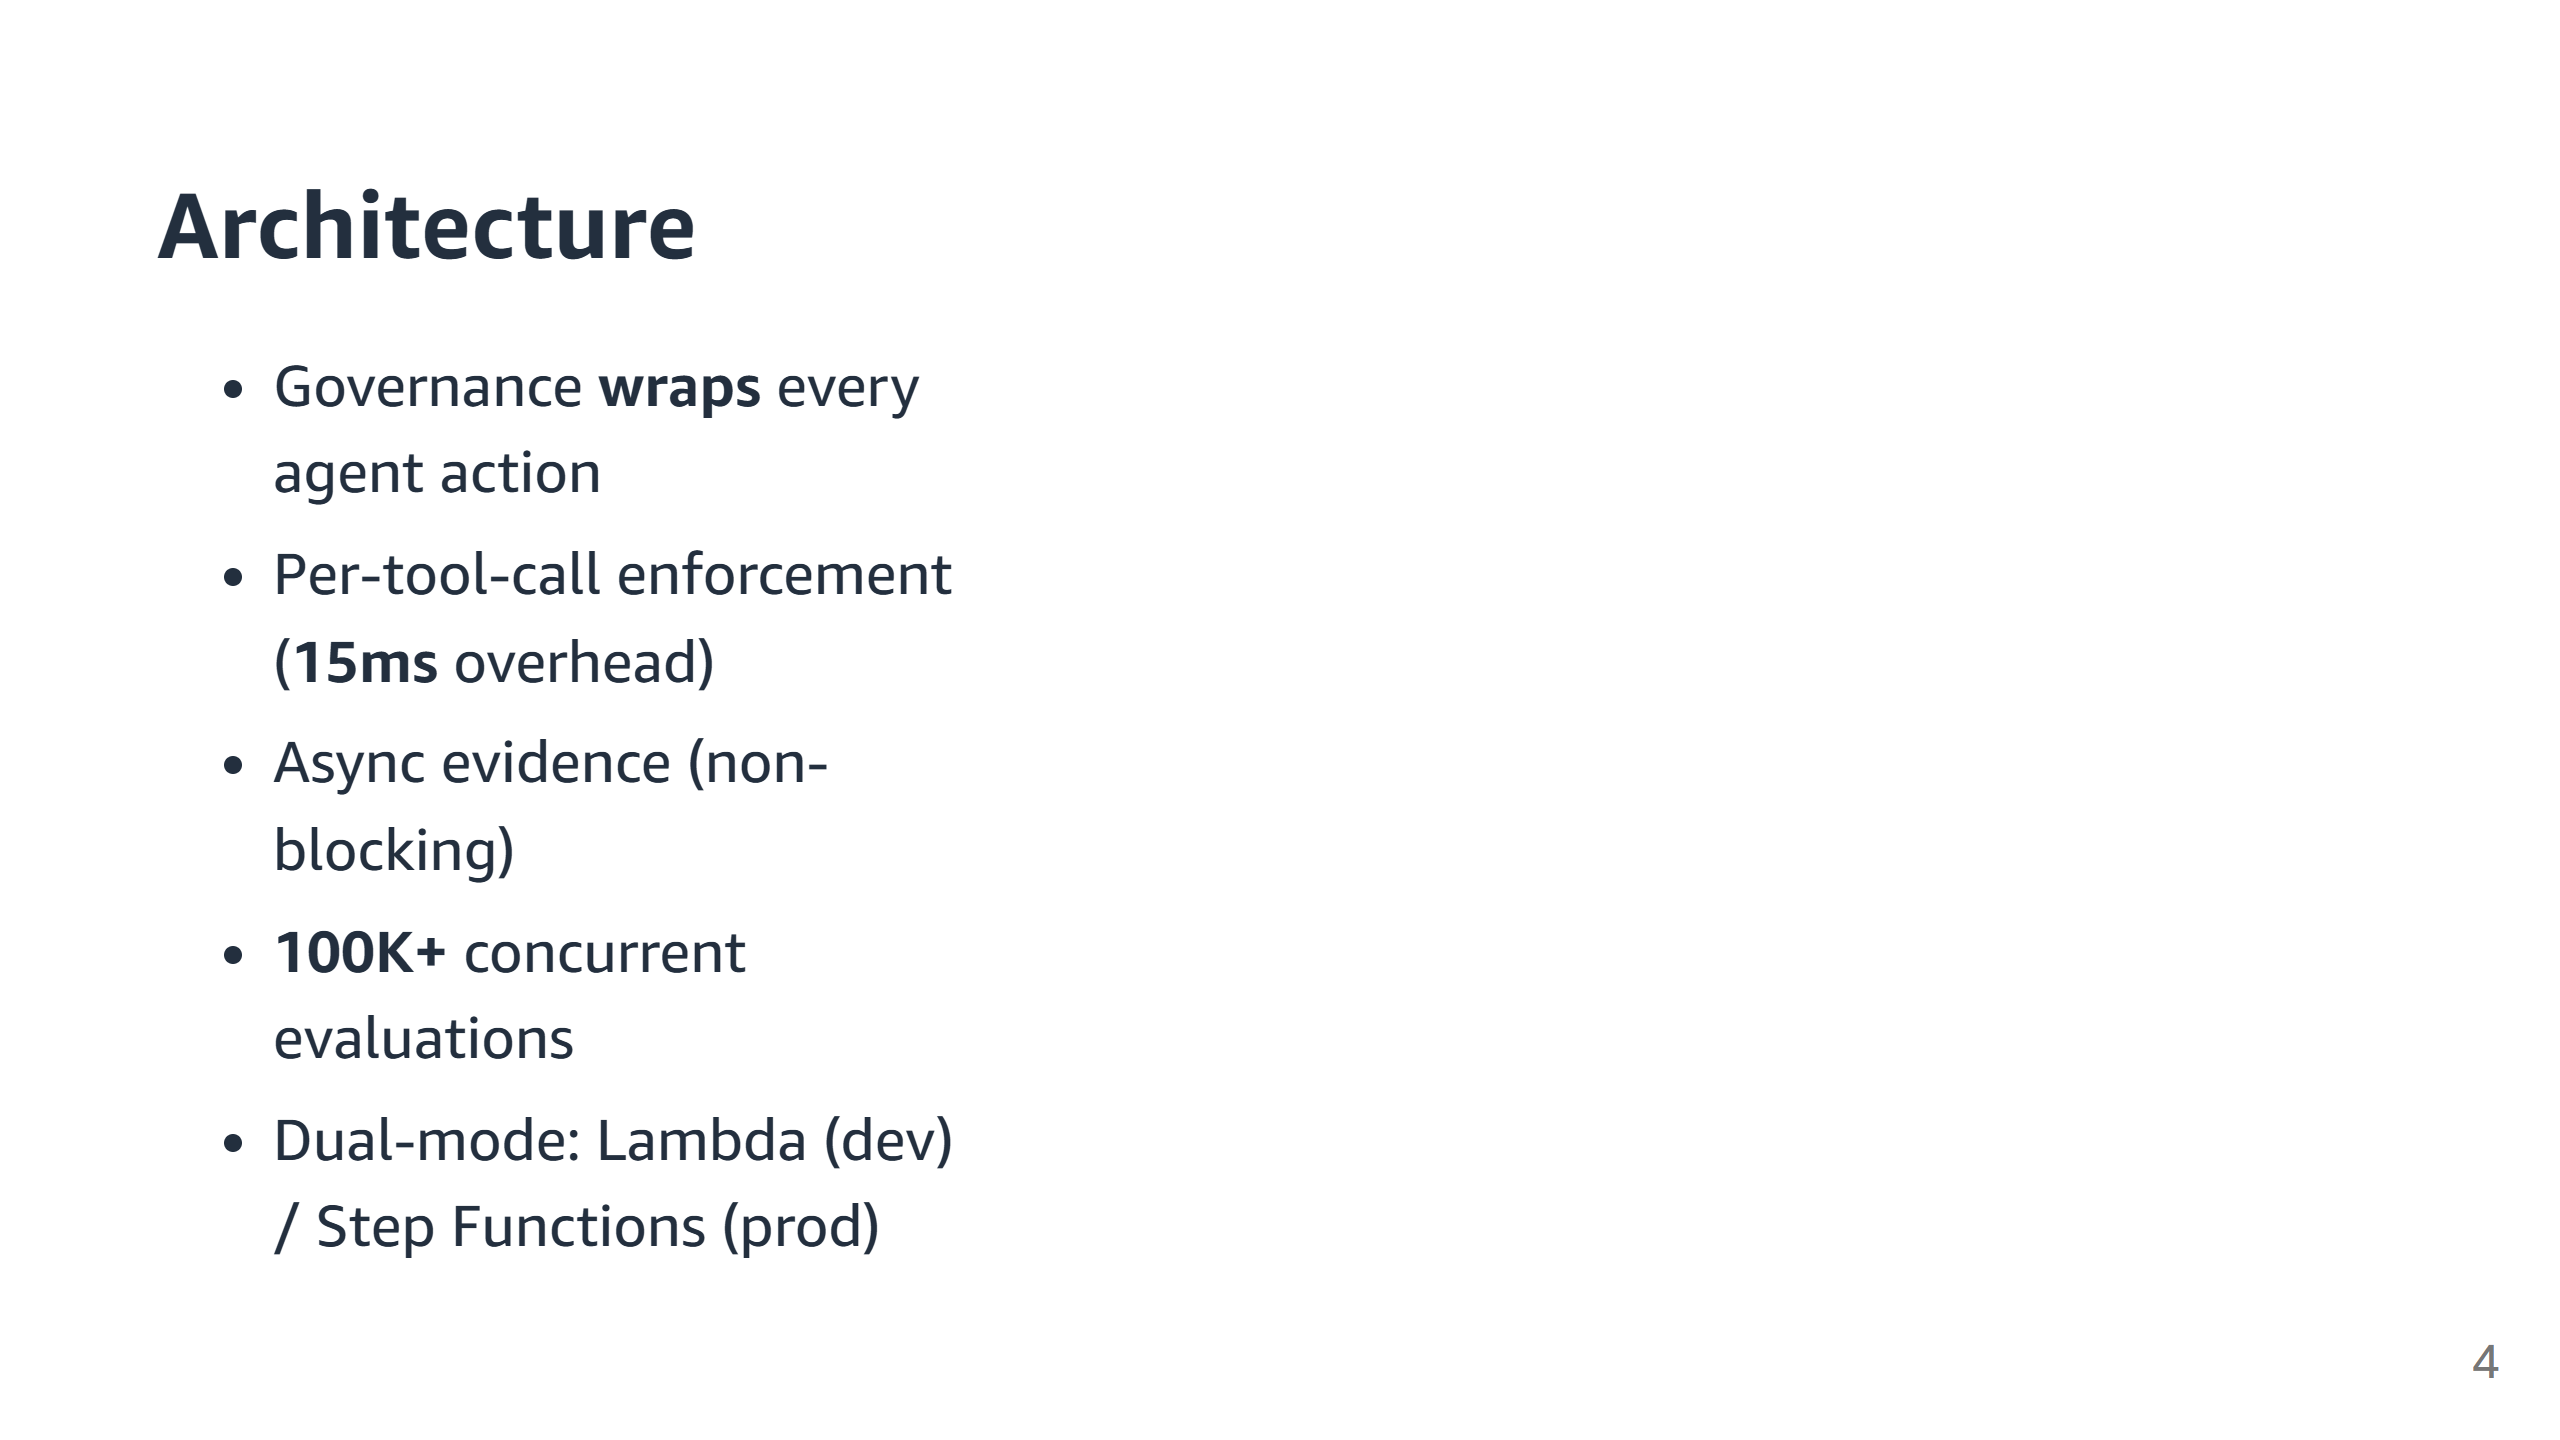 Architecture
• Governance wraps every
agent action
• Per-tool-call enforcement
(15ms overhead)
• Async evidence (non-
blocking)
• 100K+ concurrent
evaluations
• Dual-mode: Lambda (dev)
/ Step Functions (prod)
4